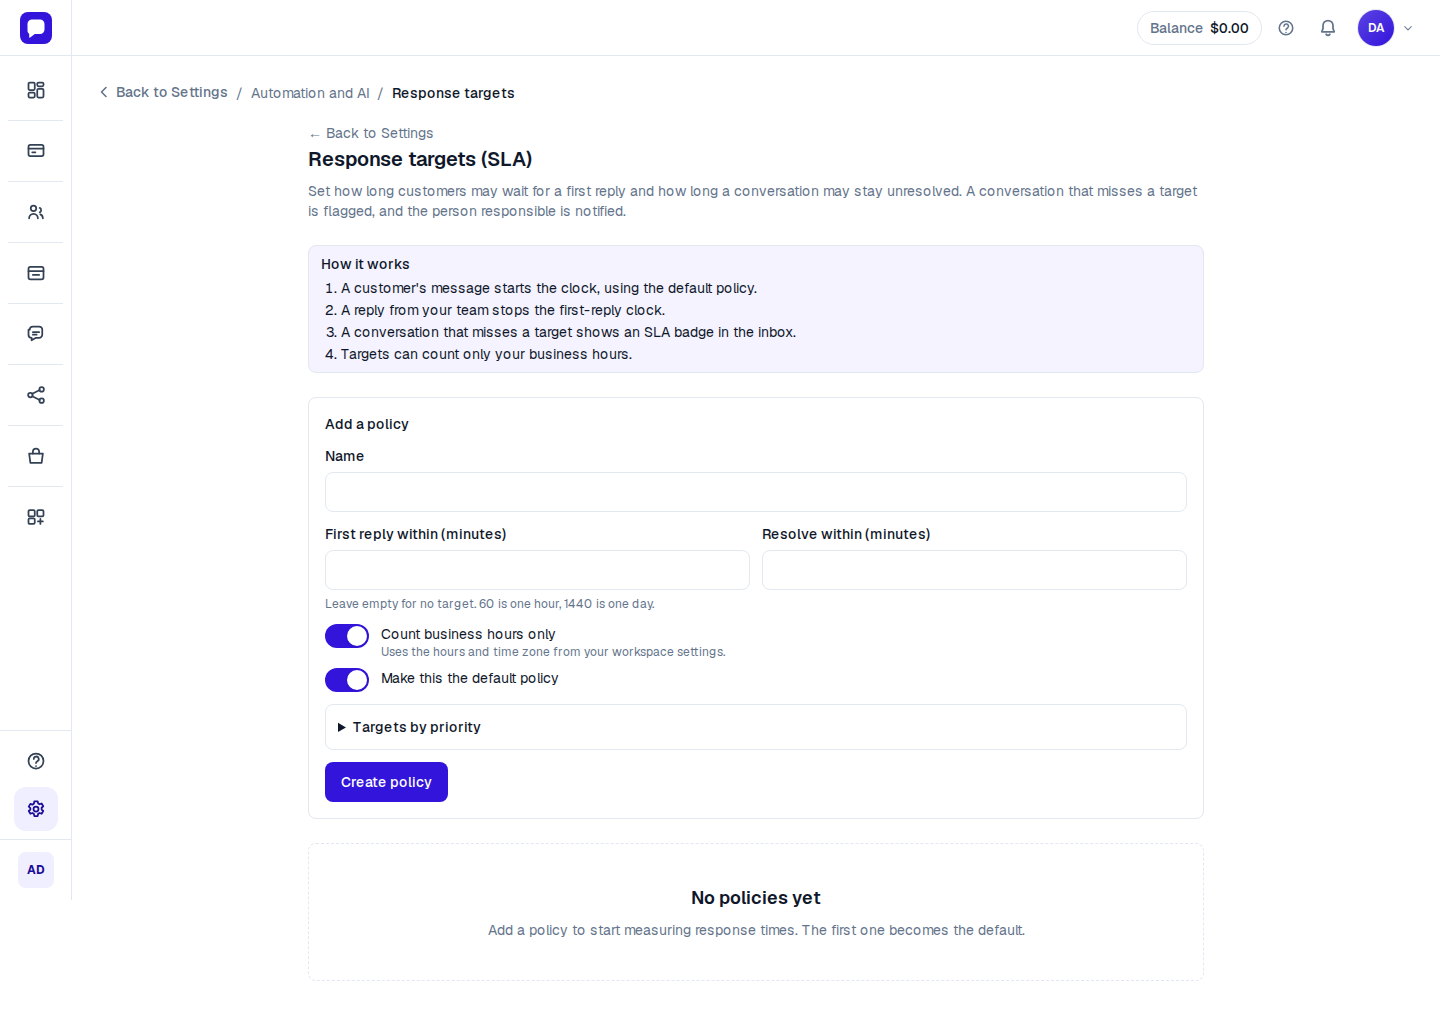 Balance $0.00
DA
Back to Settings / Automation and AI / Response targets
← Back to Settings
Response targets (SLA)
Set how long customers may wait for a first reply and how long a conversation may stay unresolved. A conversation that misses a target
is flagged, and the person responsible is notified.
How it works
1. A customer's message starts the clock, using the default policy.
2. A reply from your team stops the first-reply clock.
3. A conversation that misses a target shows an SLA badge in the inbox.
4. Targets can count only your business hours.
Add a policy
Name
First reply within (minutes)
Resolve within (minutes)
Leave empty for no target. 60 is one hour, 1440 is one day.
Count business hours only
Uses the hours and time zone from your workspace settings.
Make this the default policy
Targets by priority
Create policy
AD
No policies yet
Add a policy to start measuring response times. The first one becomes the default.